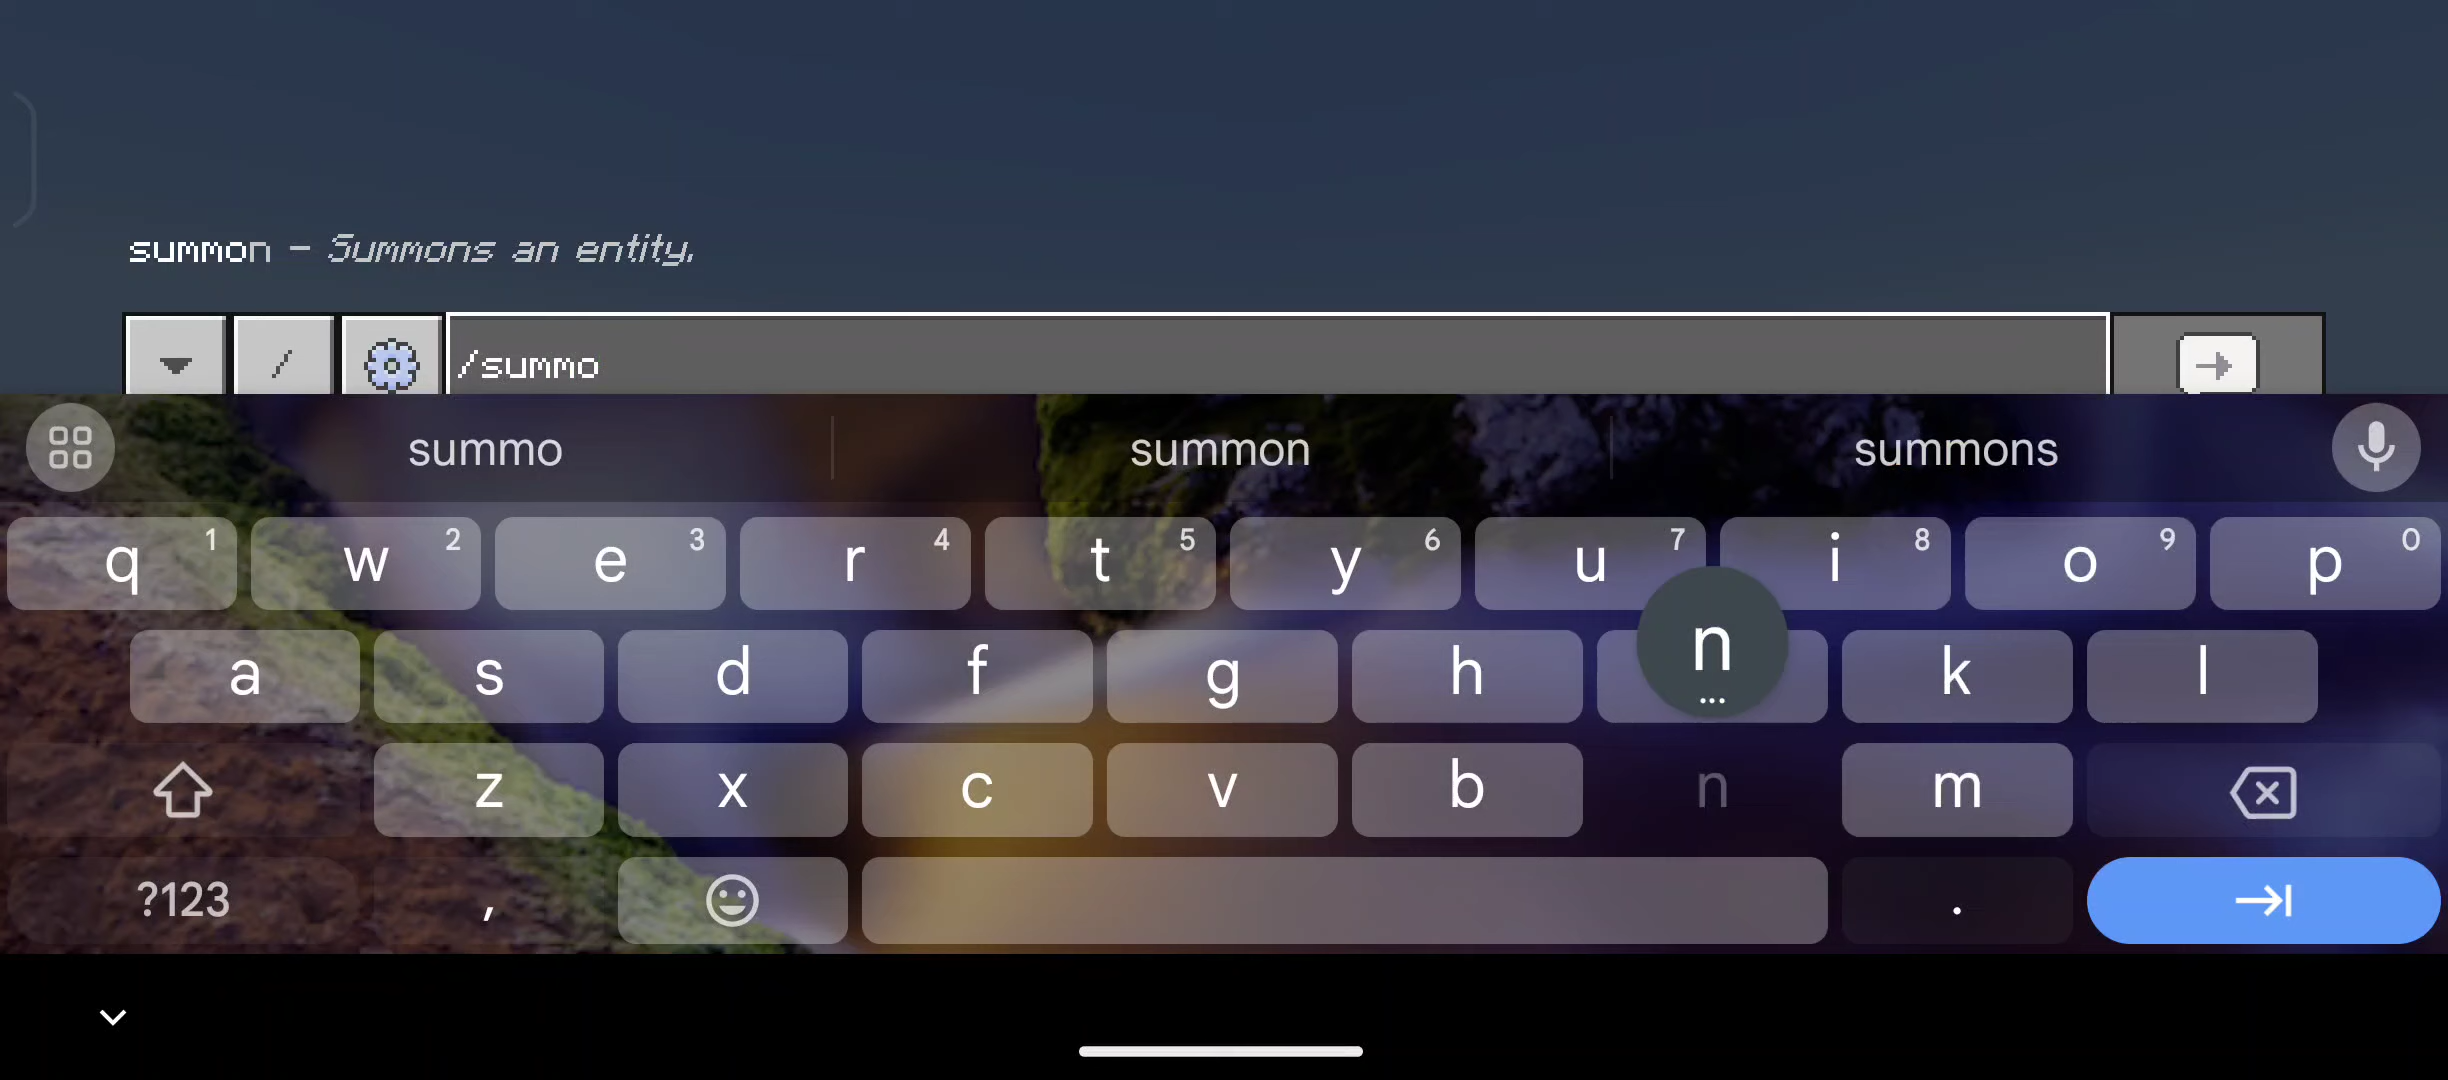 summon - Summons an entity.
/ /summo
summo summon summons
q 1 w 2 e 3 r 4 t 5 y 6 u 7 i 8 o 9 p 0
a s d f g h n k l
z x c v b n m
?123 , .